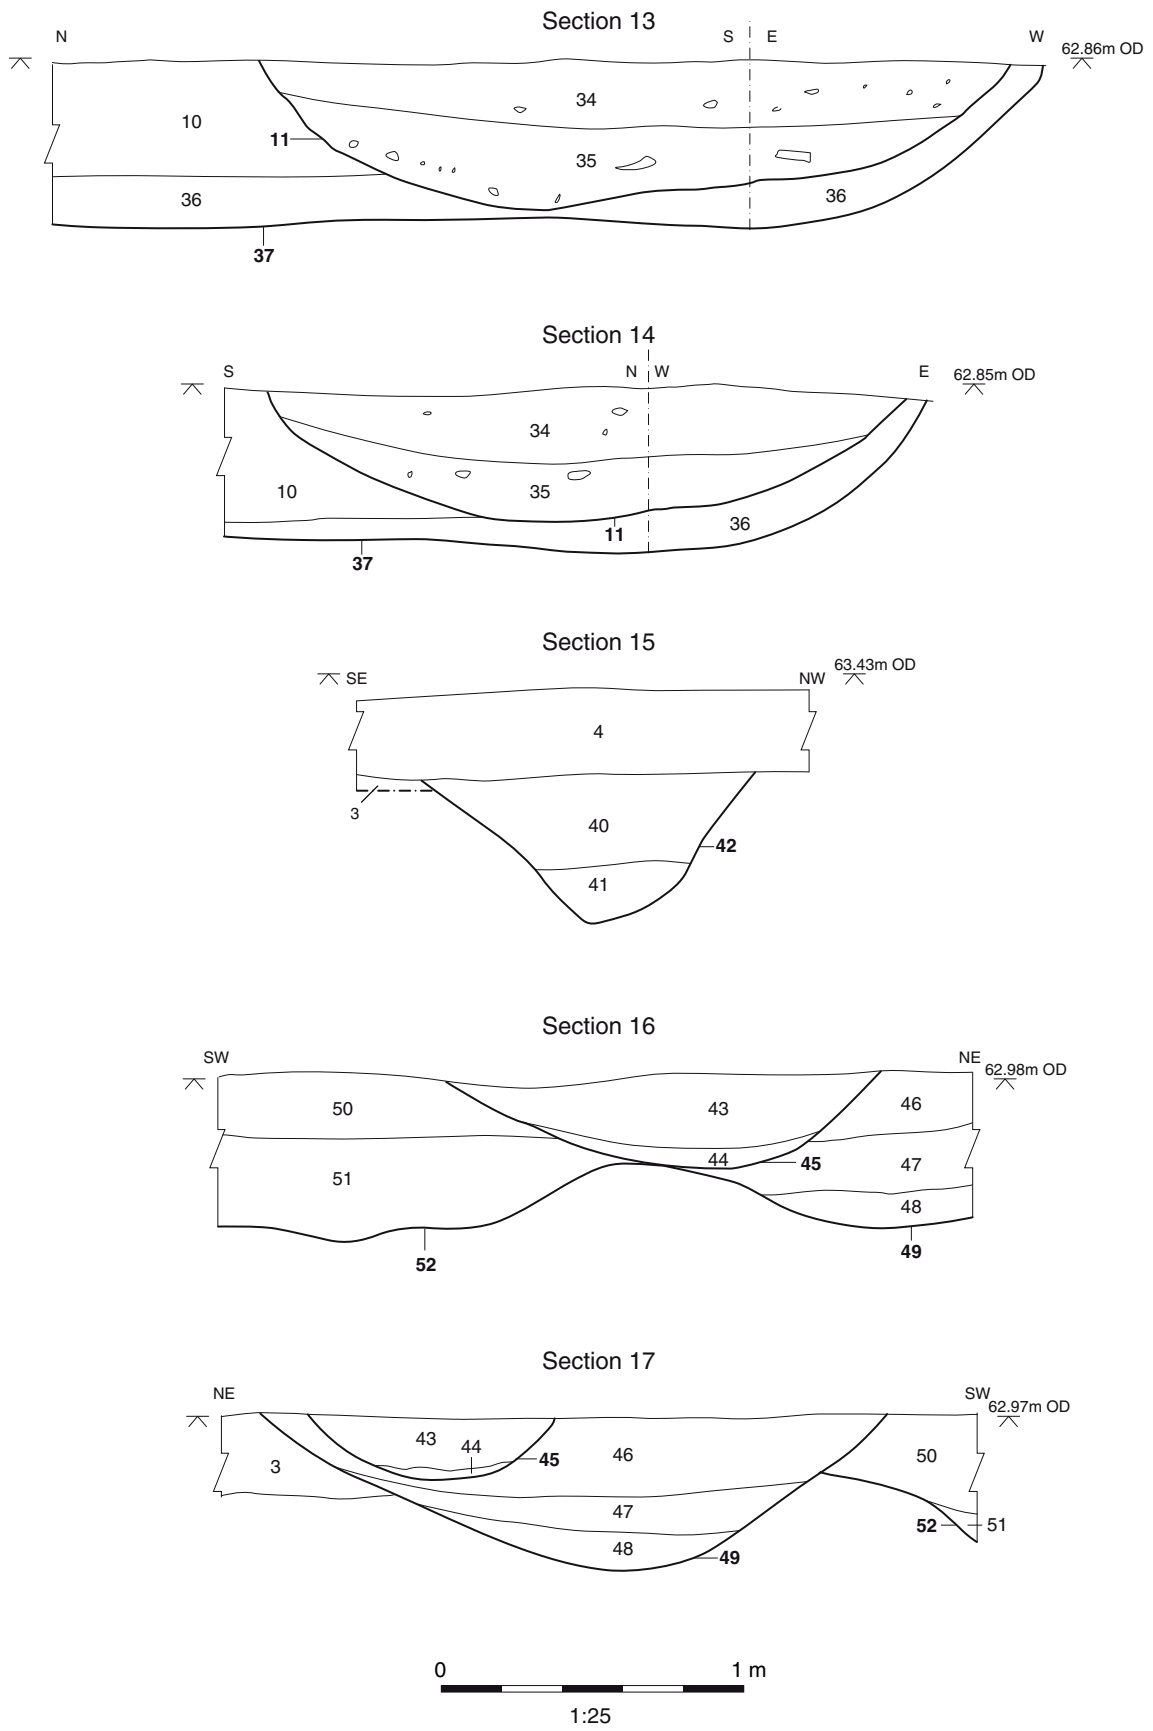 Section 13
N S E W 62.86m OD
34
10
11 35
36 36
37
Section 14
S N W E 62.85m OD
34
10 35
36
11
37
Section 15
SE NW 63.43m OD
4
3
40
42
41
Section 16
SW NE 62.98m OD
50 43 46
44 45 47
51
48
52 49
Section 17
NE SW 62.97m OD
43 44 45 46 50
3
47
52 51
48 49
0 1 m
1:25